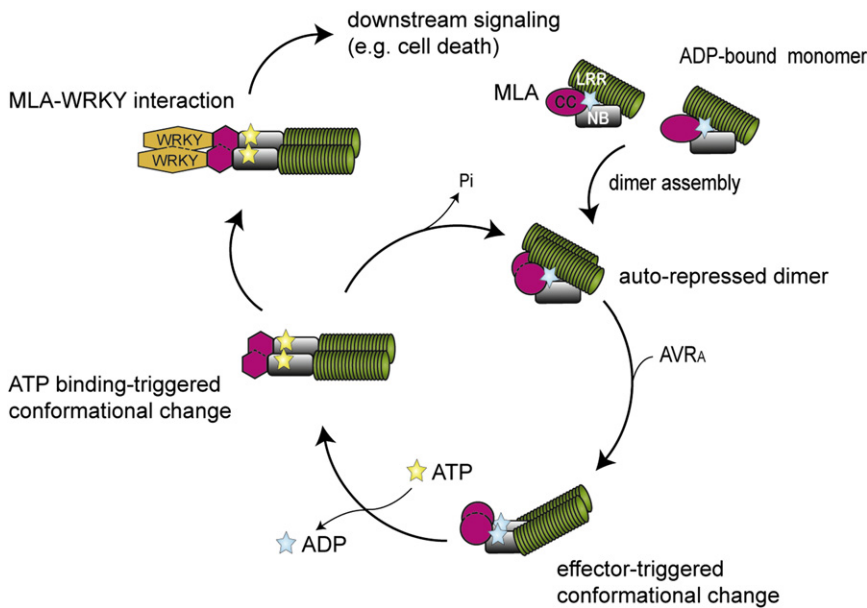 downstream signaling
(e.g. cell death)
ADP-bound monomer
MLA
LRR
CC
NB
MLA-WRKY interaction
WRKY
WRKY
dimer assembly
Pi
auto-repressed dimer
AVRA
ATP binding-triggered
conformational change
ATP
ADP
effector-triggered
conformational change